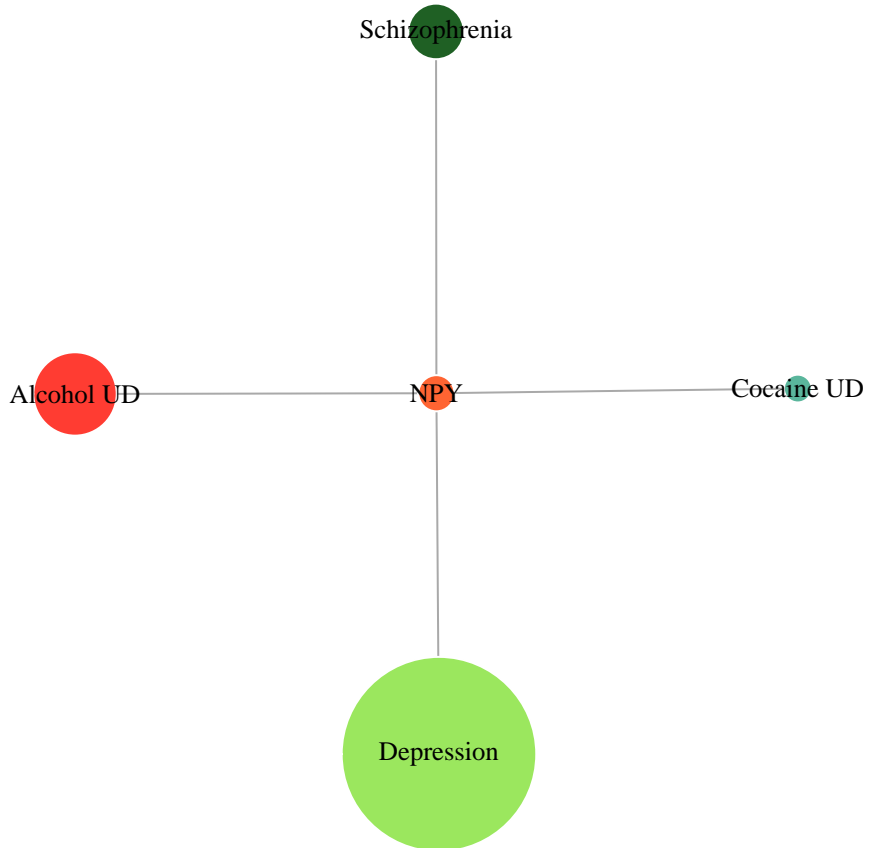 Schizophrenia
Alcohol UD
NPY
Cocaine UD
Depression